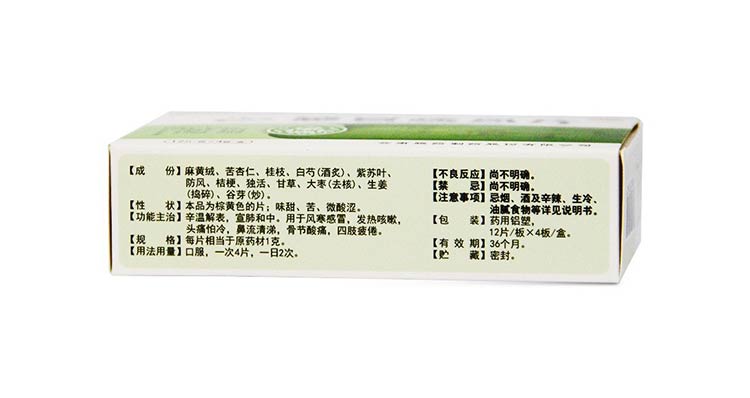 【成　份】麻黄绒、苦杏仁、桂枝、白芍(酒炙)、紫苏叶、
防风、桔梗、独活、甘草、大枣(去核)、生姜
(捣碎)、谷芽(炒)。
【性　状】本品为棕黄色的片；味甜、苦、微酸涩。
【功能主治】辛温解表，宣肺和中。用于风寒感冒，发热咳嗽，
头痛怕冷，鼻流清涕，骨节酸痛，四肢疲倦。
【规　格】每片相当于原药材1克。
【用法用量】口服，一次4片，一日2次。
【不良反应】尚不明确。
【禁　忌】尚不明确。
【注意事项】忌烟、酒及辛辣、生冷、
油腻食物等详见说明书。
【包　装】药用铝塑，
12片/板×4板/盒。
【有 效 期】36个月。
【贮　藏】密封。